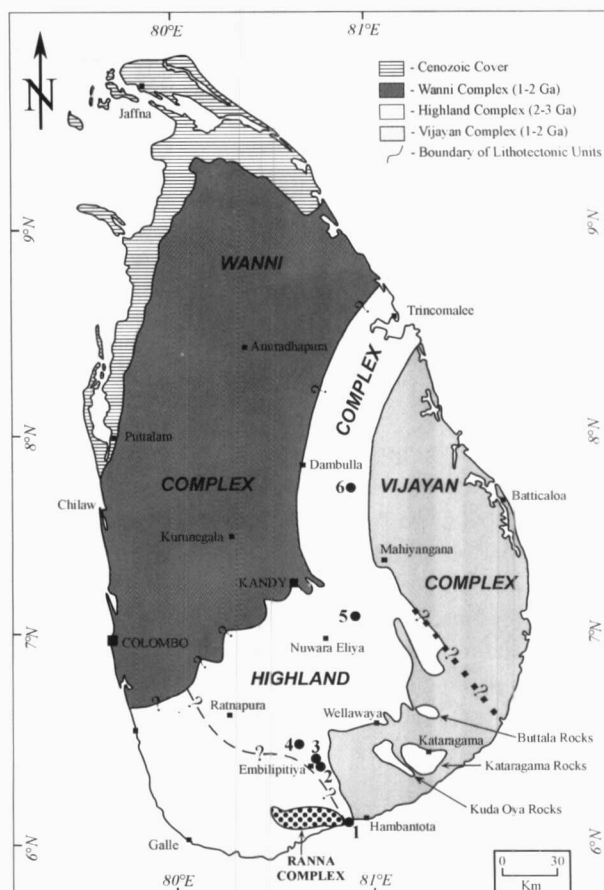 80°E
81°E
N
- Cenozoic Cover
- Wanni Complex (1-2 Ga)
- Highland Complex (2-3 Ga)
- Vijayan Complex (1-2 Ga)
- Boundary of Lithotectonic Units
Jaffna
9°N
9°N
WANNI
?
Trincomalee
Anuradhapura
?
COMPLEX
8°N
8°N
Puttalam
Dambulla
6
VIJAYAN
COMPLEX
Batticaloa
Chilaw
Kurunegala
Mahiyangana
KANDY
COMPLEX
5
?
7°N
7°N
COLOMBO
?
Nuwara Eliya
?
?
HIGHLAND
?
?
Ratnapura
Wellawaya
Buttala Rocks
4
3
Kataragama
?
Embilipitiya
2
Kataragama Rocks
?
Kuda Oya Rocks
1
Hambantota
6°N
Galle
6°N
RANNA
COMPLEX
0 30
Km
80°E
81°E